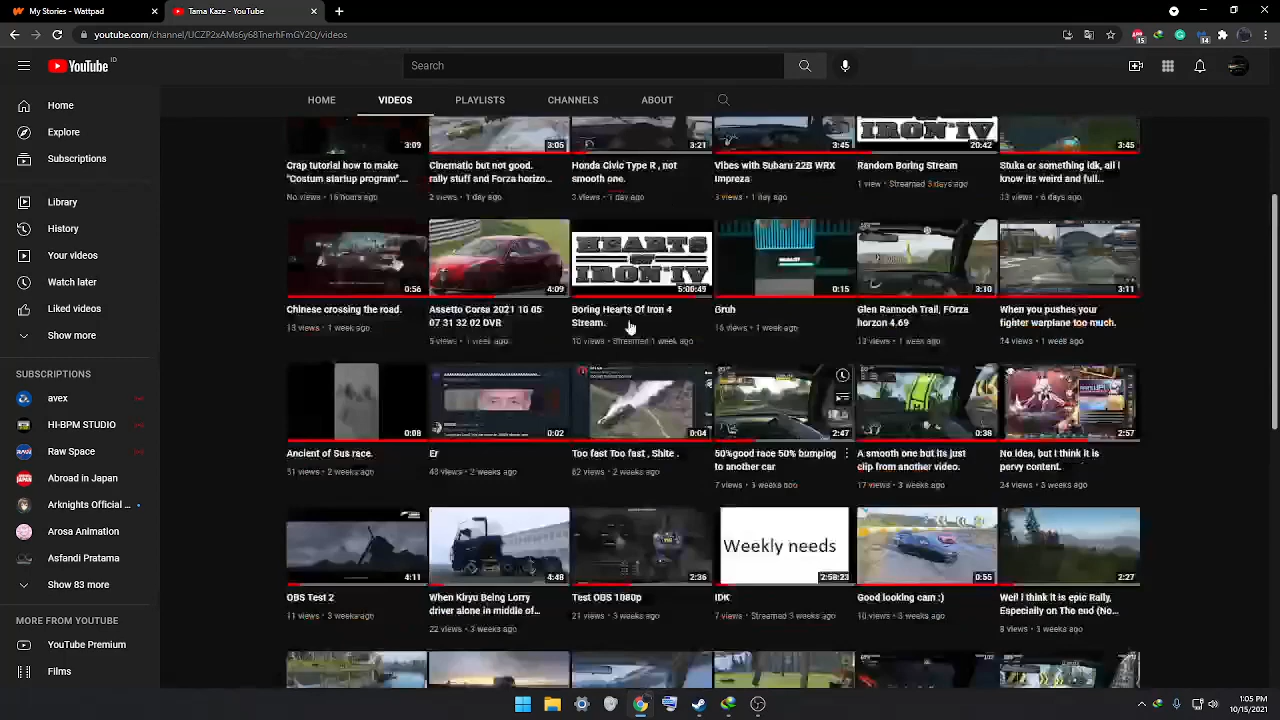 My Stories - Wattpad
Tama Kaze - YouTube
youtube.com/channel/UCZP2xAMs6y68TnerhFmGY2Q/videos
YouTube ID
Search
HOME VIDEOS PLAYLISTS CHANNELS ABOUT
Home
Explore
Subscriptions
Library
History
Your videos
Watch later
Liked videos
Show more
SUBSCRIPTIONS
avex
HI-BPM STUDIO
Raw Space
Abroad in Japan
Arknights Official ...
Arosa Animation
Asfandi Pratama
Show 83 more
MORE FROM YOUTUBE
YouTube Premium
Films
3:09 3:05 3:21 3:45 20:42 3:45
IRON IV
Crap tutorial how to make
"Costum startup program"...
No views • 15 hours ago
Cinematic but not good.
rally stuff and Forza horizo...
2 views • 1 day ago
Honda Civic Type R , not
smooth one.
3 views • 1 day ago
Vibes with Subaru 22B WRX
Impreza
3 views • 1 day ago
Random Boring Stream
1 view • Streamed 3 days ago
Stuka or something idk, all I
know its weird and full...
1 week ago
0:56 4:09 5:00:49 0:15 3:10 3:11
HEARTS
OF
IRON IV
Chinese crossing the road.
18 views • 1 week ago
Assetto Corsa 2021 10 05
07 31 32 02 DVR
5 views • 1 week ago
Boring Hearts Of Iron 4
Stream.
10 views • Streamed 1 week ago
Bruh
16 views • 1 week ago
Glen Rannoch Trail, FOrza
horizon 4.69
13 views • 1 week ago
When you pushes your
fighter warplane too much.
24 views • 1 week ago
0:08 0:02 0:04 2:47 0:38 2:57
Ancient of Sus race.
51 views • 2 weeks ago
Er
48 views • 2 weeks ago
Too fast Too fast , Shite .
62 views • 2 weeks ago
50%good race 50% bumping
to another car
7 views • 3 weeks ago
A smooth one but its just
clip from another video.
17 views • 3 weeks ago
No idea, but i think it is
pervy content.
24 views • 3 weeks ago
4:11 4:48 2:36 2:58:23 0:55 2:27
Weekly needs
OBS Test 2
11 views • 3 weeks ago
When Kiryu Being Lorry
driver alone in middle of...
22 views • 3 weeks ago
Test OBS 1080p
21 views • 3 weeks ago
IDK
7 views • Streamed 3 weeks ago
Good looking cam :)
10 views • 3 weeks ago
Well I think it is epic Rally,
Especially on The end (No...
8 views • 3 weeks ago
1:05 PM
10/15/2021